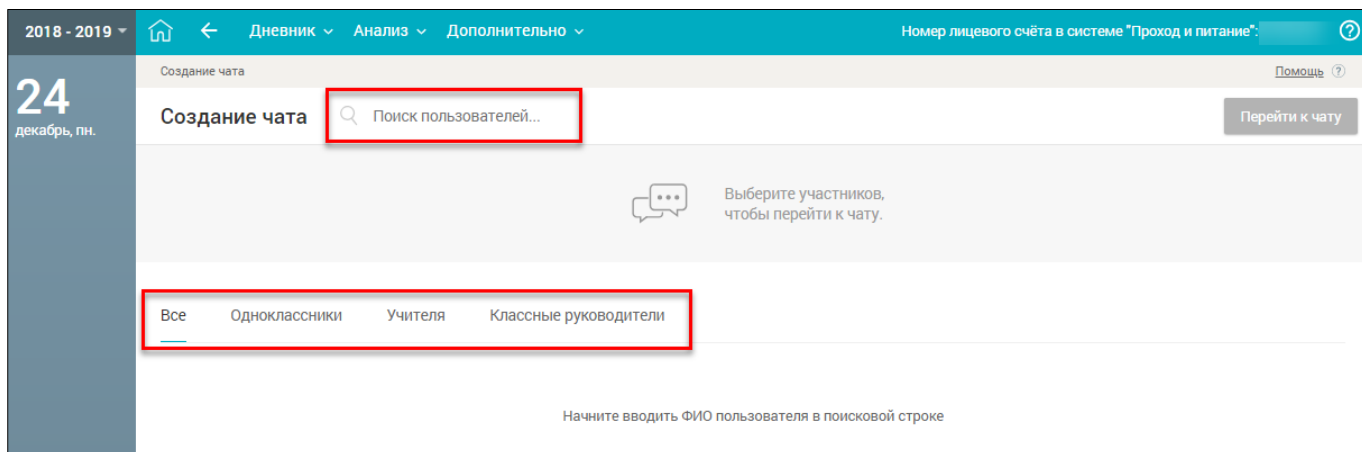 2018 - 2019
Дневник Анализ Дополнительно
Номер лицевого счёта в системе "Проход и питание":
24
декабрь, пн.
Создание чата
Помощь ?
Создание чата
Поиск пользователей...
Перейти к чату
Выберите участников,
чтобы перейти к чату.
Все Одноклассники Учителя Классные руководители
Начните вводить ФИО пользователя в поисковой строке